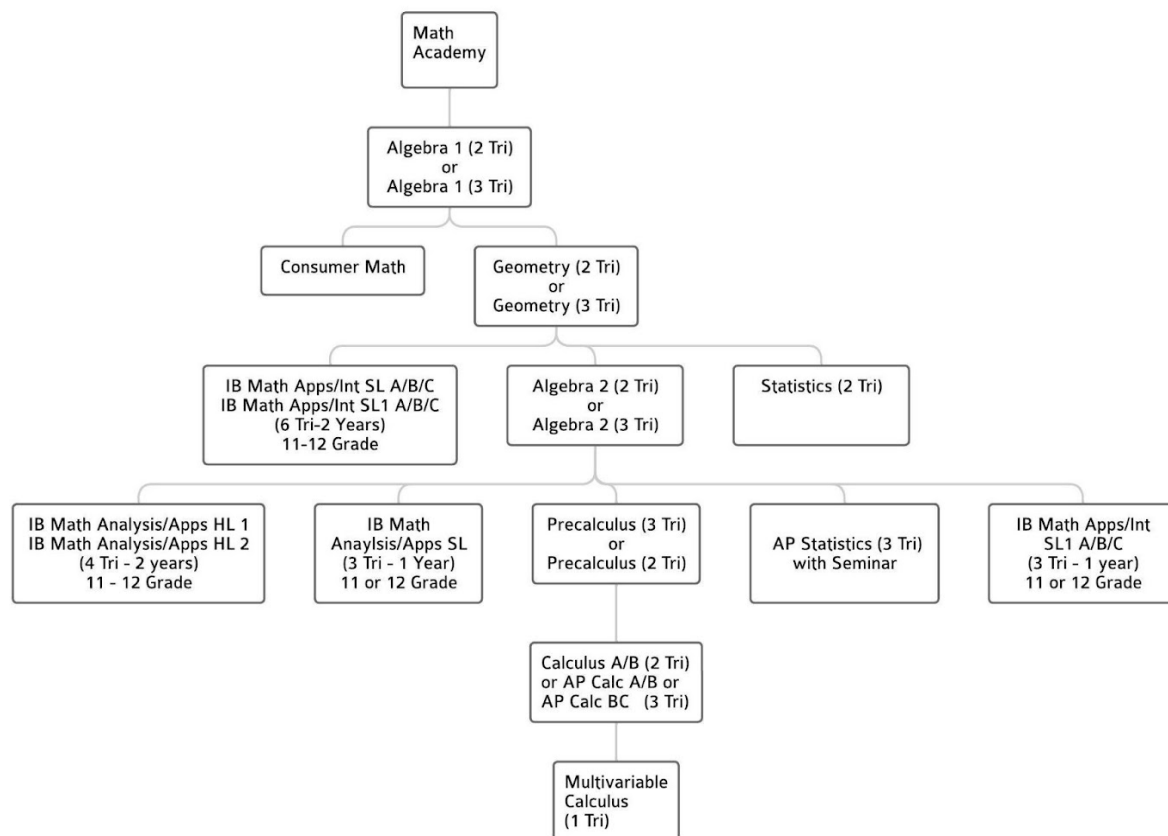 Math
Academy
Algebra 1 (2 Tri)
or
Algebra 1 (3 Tri)
Consumer Math
Geometry (2 Tri)
or
Geometry (3 Tri)
IB Math Apps/Int SL A/B/C
IB Math Apps/Int SL1 A/B/C
(6 Tri-2 Years)
11-12 Grade
Algebra 2 (2 Tri)
or
Algebra 2 (3 Tri)
Statistics (2 Tri)
IB Math Analysis/Apps HL 1
IB Math Analysis/Apps HL 2
(4 Tri - 2 years)
11 - 12 Grade
IB Math
Anaylsis/Apps SL
(3 Tri - 1 Year)
11 or 12 Grade
Precalculus (3 Tri)
or
Precalculus (2 Tri)
AP Statistics (3 Tri)
with Seminar
IB Math Apps/Int
SL1 A/B/C
(3 Tri - 1 year)
11 or 12 Grade
Calculus A/B (2 Tri)
or AP Calc A/B or
AP Calc BC (3 Tri)
Multivariable
Calculus
(1 Tri)